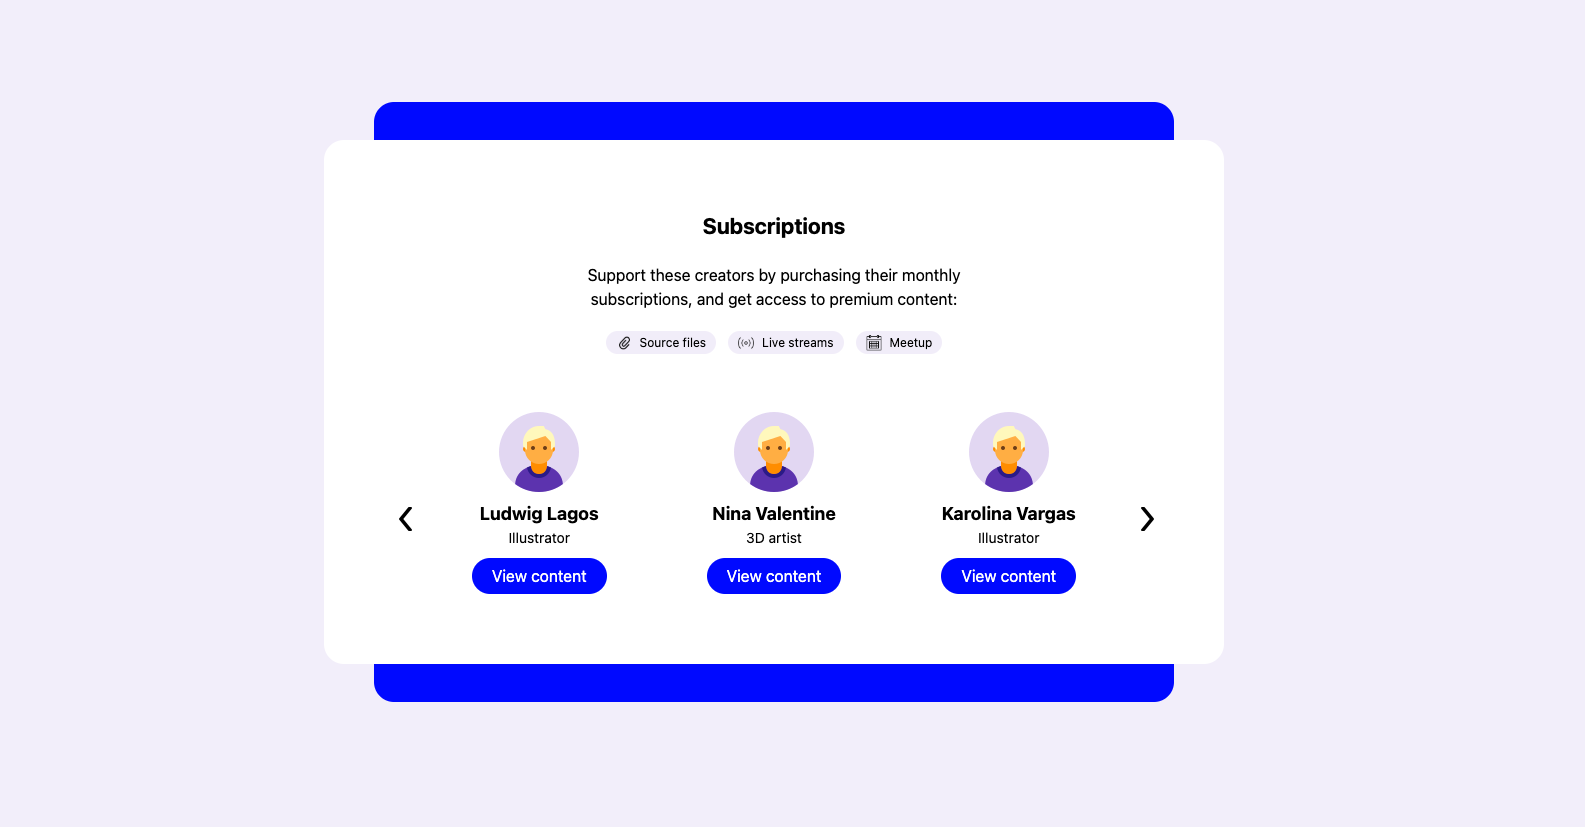 Subscriptions
Support these creators by purchasing their monthly
subscriptions, and get access to premium content:
Source files Live streams Meetup
Ludwig Lagos Nina Valentine Karolina Vargas
Illustrator 3D artist Illustrator
View content View content View content